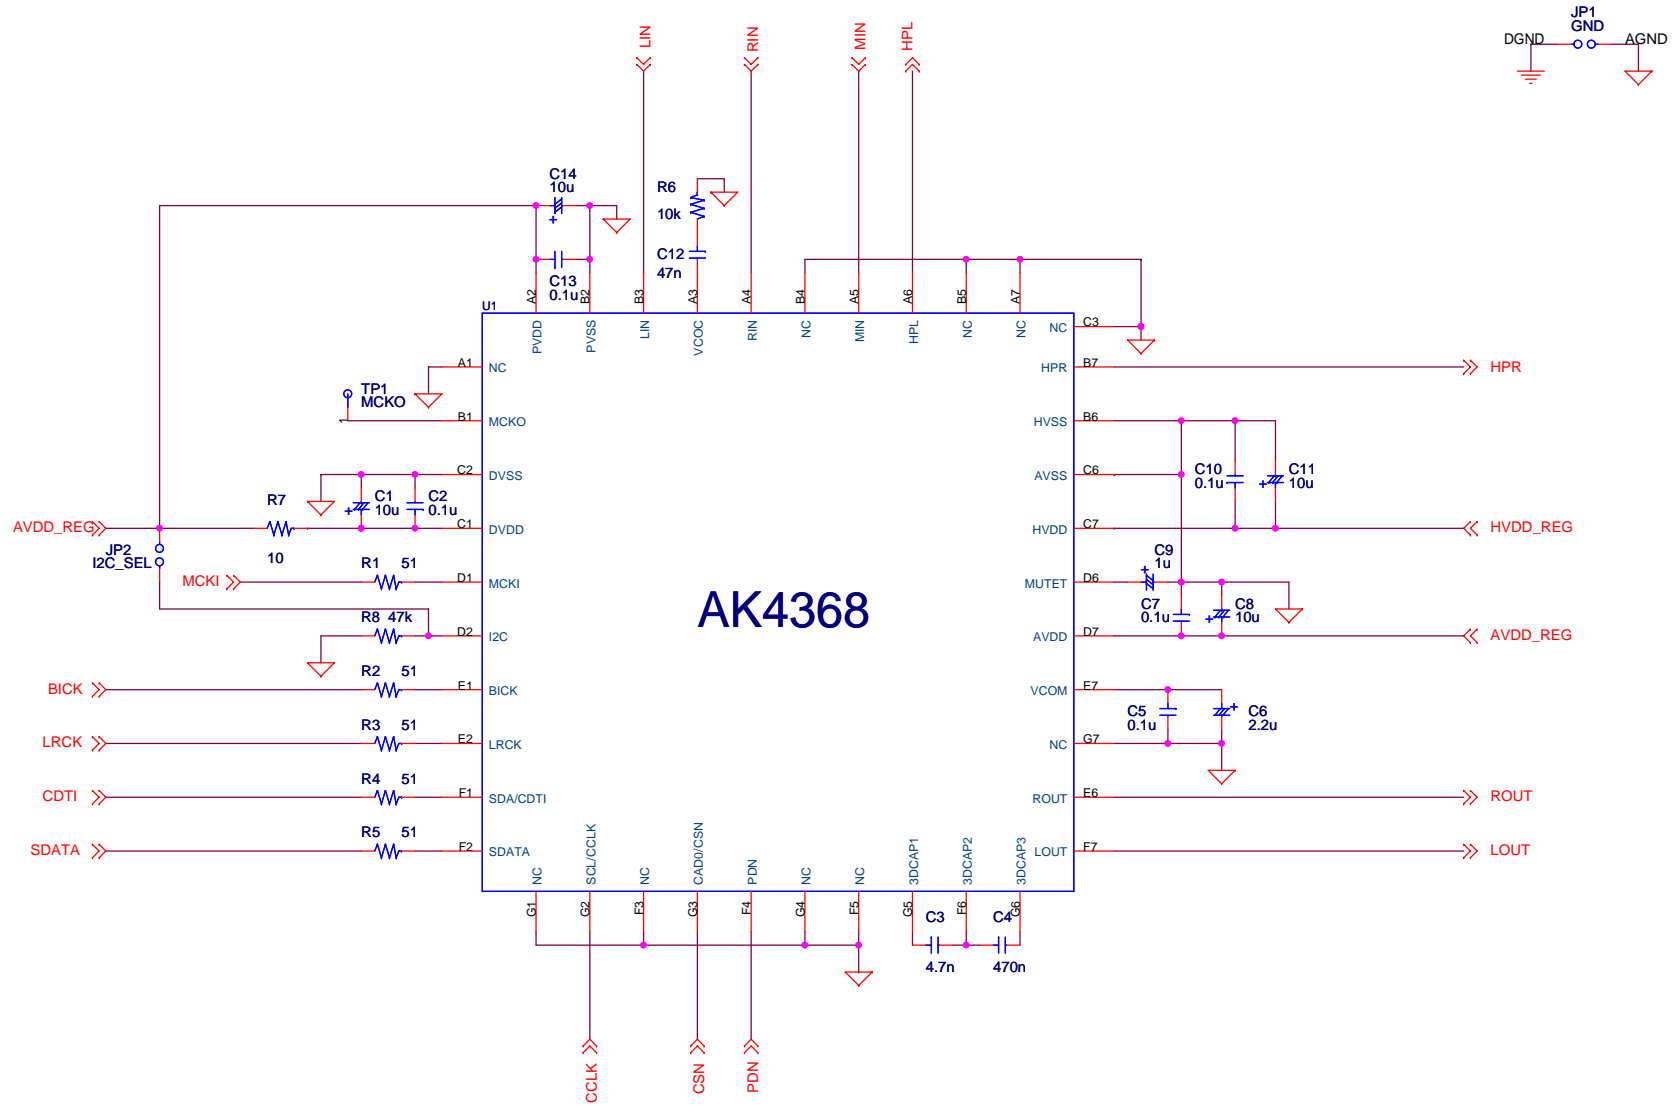 JP1
GND
DGND
AGND
LIN
RIN
MIN
HPL
C14
10u
R6
10k
C12
47n
C13
0.1u
A2
B2
B3
A3
A4
B4
A5
A6
B5
A7
U1
PVDD
PVSS
LIN
VCOC
RIN
NC
MIN
HPL
NC
NC
NC
C3
A1
NC
HPR
B7
HPR
TP1
MCKO
1
B1
MCKO
HVSS
B6
C2
DVSS
AVSS
C6
C10
0.1u
C11
10u
R7
10
C1
10u
C2
0.1u
AVDD_REG
C1
DVDD
HVDD
C7
HVDD_REG
JP2
I2C_SEL
R1 51
MCKI
D1
MCKI
MUTET
D6
C9
1u
C7
0.1u
C8
10u
AK4368
R8 47k
D2
I2C
AVDD
D7
AVDD_REG
R2 51
BICK
E1
BICK
VCOM
E7
C5
0.1u
C6
2.2u
R3 51
LRCK
E2
LRCK
NC
G7
R4 51
CDTI
F1
SDA/CDTI
ROUT
E6
ROUT
R5 51
SDATA
F2
SDATA
LOUT
F7
LOUT
NC
SCL/CCLK
NC
CAD0/CSN
PDN
NC
NC
3DCAP1
3DCAP2
3DCAP3
G1
G2
F3
G3
F4
G4
F5
G5
F6
G6
C3
4.7n
C4
470n
CCLK
CSN
PDN